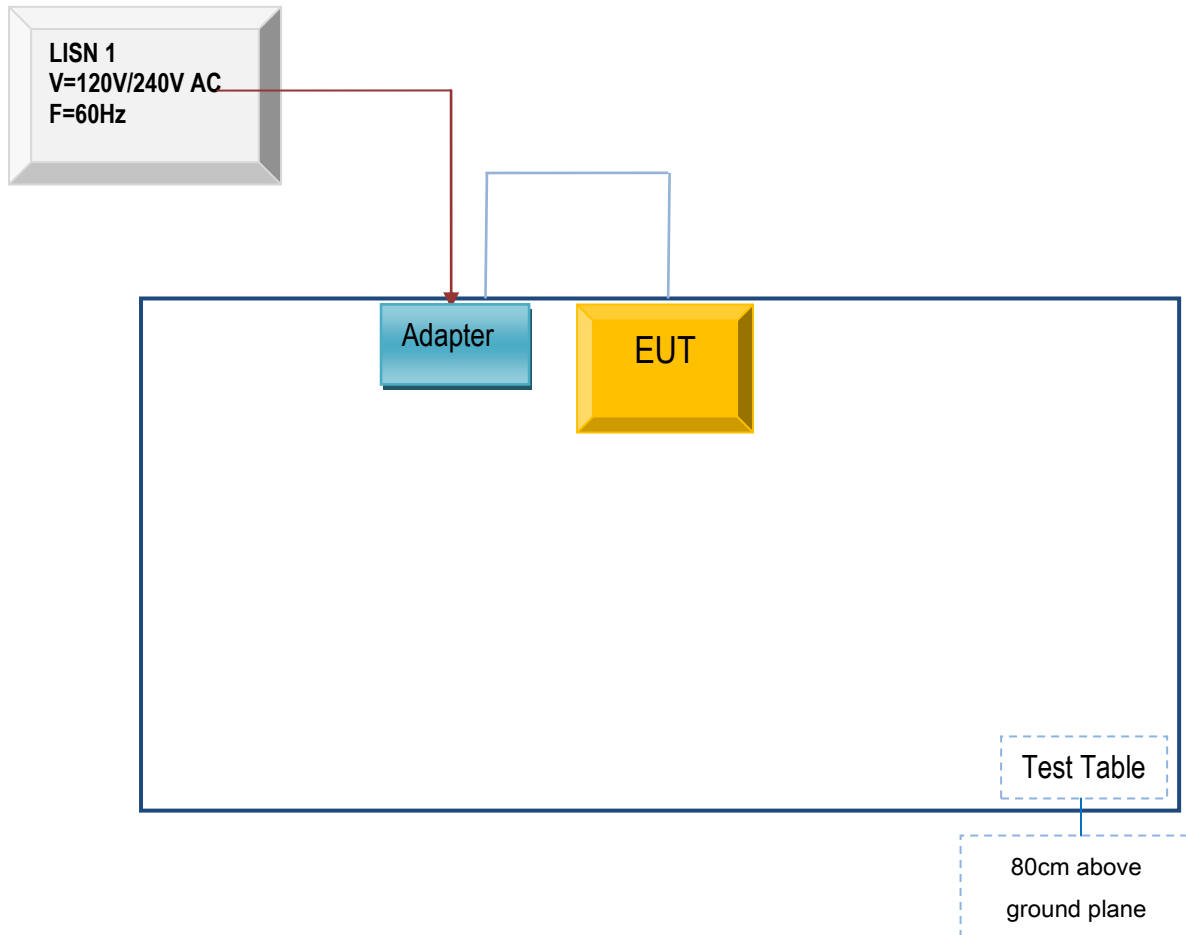 LISN 1
V=120V/240V AC
F=60Hz
Adapter
EUT
Test Table
80cm above
ground plane